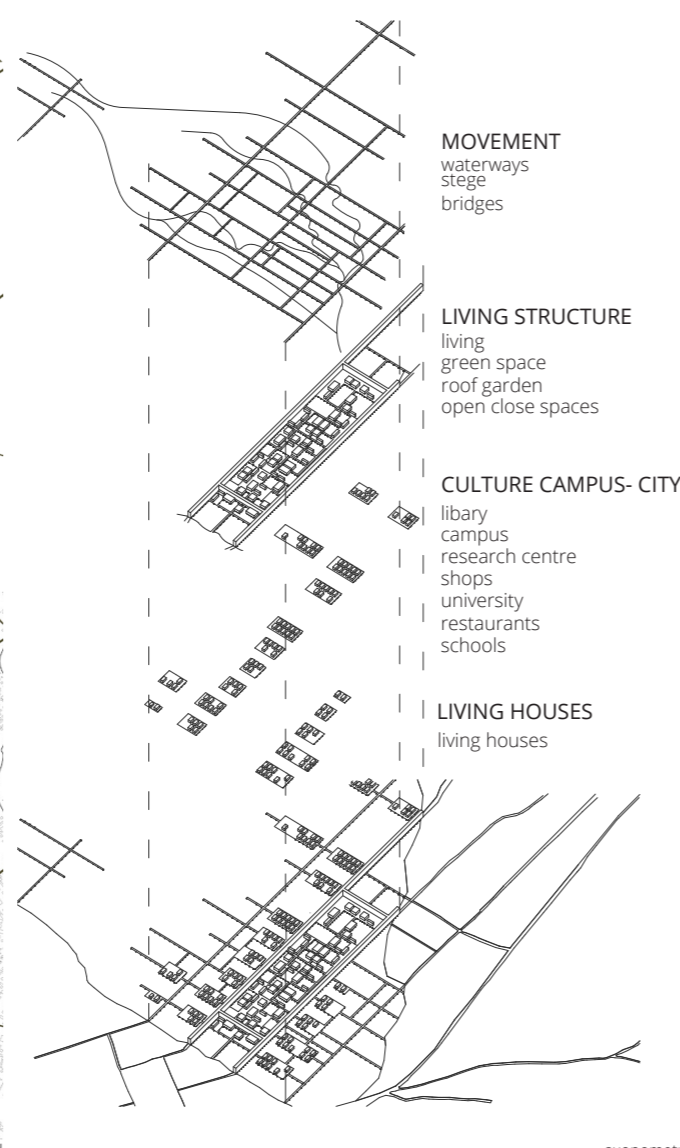 MOVEMENT
waterways
stege
bridges
LIVING STRUCTURE
living
green space
roof garden
open close spaces
CULTURE CAMPUS- CITY
libary
campus
research centre
shops
university
restaurants
schools
LIVING HOUSES
living houses